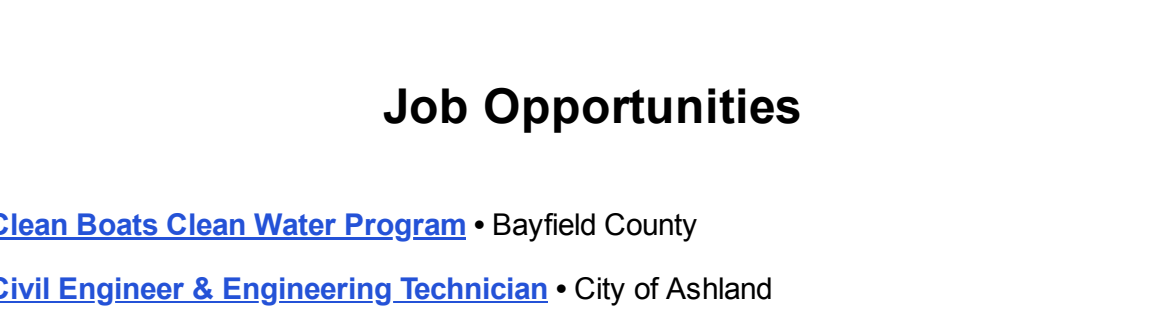 Job Opportunities
Clean Boats Clean Water Program • Bayfield County
Civil Engineer & Engineering Technician • City of Ashland